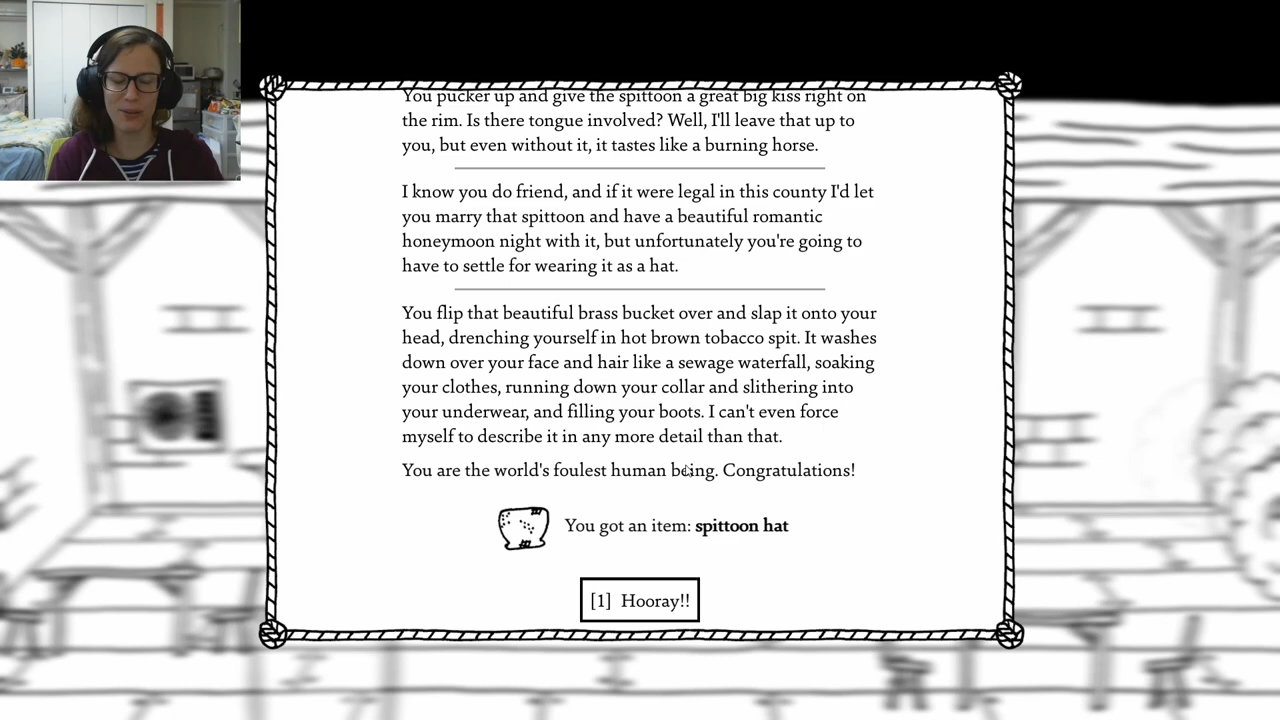 You pucker up and give the spittoon a great big kiss right on
the rim. Is there tongue involved? Well, I'll leave that up to
you, but even without it, it tastes like a burning horse.
I know you do friend, and if it were legal in this county I'd let
you marry that spittoon and have a beautiful romantic
honeymoon night with it, but unfortunately you're going to
have to settle for wearing it as a hat.
You flip that beautiful brass bucket over and slap it onto your
head, drenching yourself in hot brown tobacco spit. It washes
down over your face and hair like a sewage waterfall, soaking
your clothes, running down your collar and slithering into
your underwear, and filling your boots. I can't even force
myself to describe it in any more detail than that.
You are the world's foulest human being. Congratulations!
You got an item: spittoon hat
[1] Hooray!!